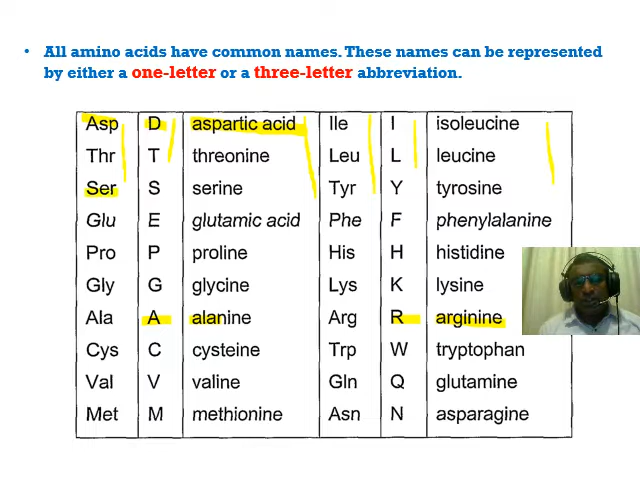 All amino acids have common names. These names can be represented
by either a one-letter or a three-letter abbreviation.
Asp D aspartic acid Ile I isoleucine
Thr T threonine Leu L leucine
Ser S serine Tyr Y tyrosine
Glu E glutamic acid Phe F phenylalanine
Pro P proline His H histidine
Gly G glycine Lys K lysine
Ala A alanine Arg R arginine
Cys C cysteine Trp W tryptophan
Val V valine Gln Q glutamine
Met M methionine Asn N asparagine